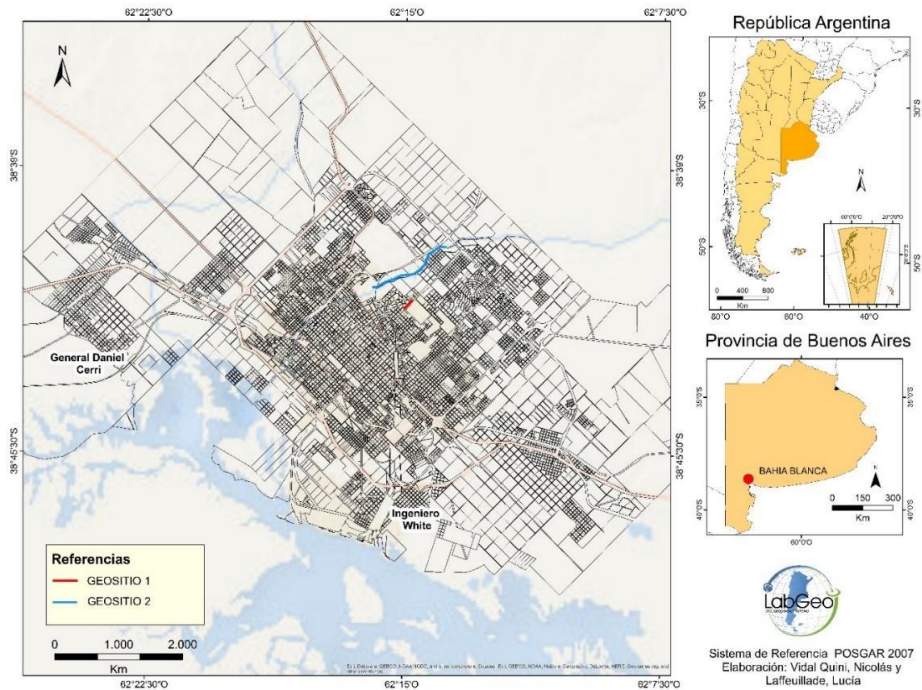 62°22'30"O
62°15'O
62°7'30"O
N
38°39'S
38°39'S
General Daniel
Cerri
38°45'30"S
38°45'30"S
Ingeniero
White
Referencias
GEOSITIO 1
GEOSITIO 2
0
1.000
2.000
Km
62°22'30"O
62°15'O
62°7'30"O
República Argentina
30°S
30°S
N
50°S
50°S
0
400
800
Km
80°O
60°O
40°O
Provincia de Buenos Aires
35°S
35°S
BAHIA BLANCA
N
0
150
300
Km
40°S
40°S
60°O
LabGeo
Sistema de Referencia POSGAR 2007
Elaboración: Vidal Quini, Nicolás y
Laffeuillade, Lucía